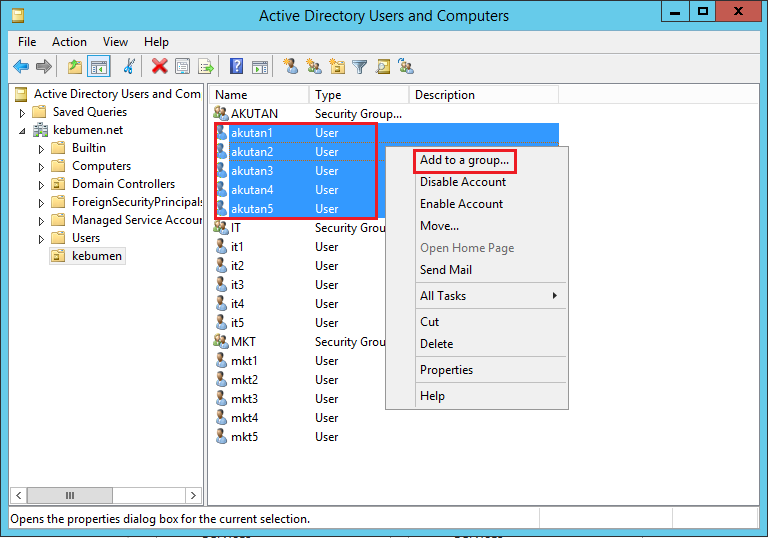 Active Directory Users and Computers
File Action View Help
Active Directory Users and Com
Saved Queries
kebumen.net
Builtin
Computers
Domain Controllers
ForeignSecurityPrincipals
Managed Service Accour
Users
kebumen
Name Type Description
AKUTAN Security Group...
akutan1 User
akutan2 User
akutan3 User
akutan4 User
akutan5 User
IT Security Grou
it1 User
it2 User
it3 User
it4 User
it5 User
MKT Security Grou
mkt1 User
mkt2 User
mkt3 User
mkt4 User
mkt5 User
Add to a group...
Disable Account
Enable Account
Move...
Open Home Page
Send Mail
All Tasks
Cut
Delete
Properties
Help
Opens the properties dialog box for the current selection.